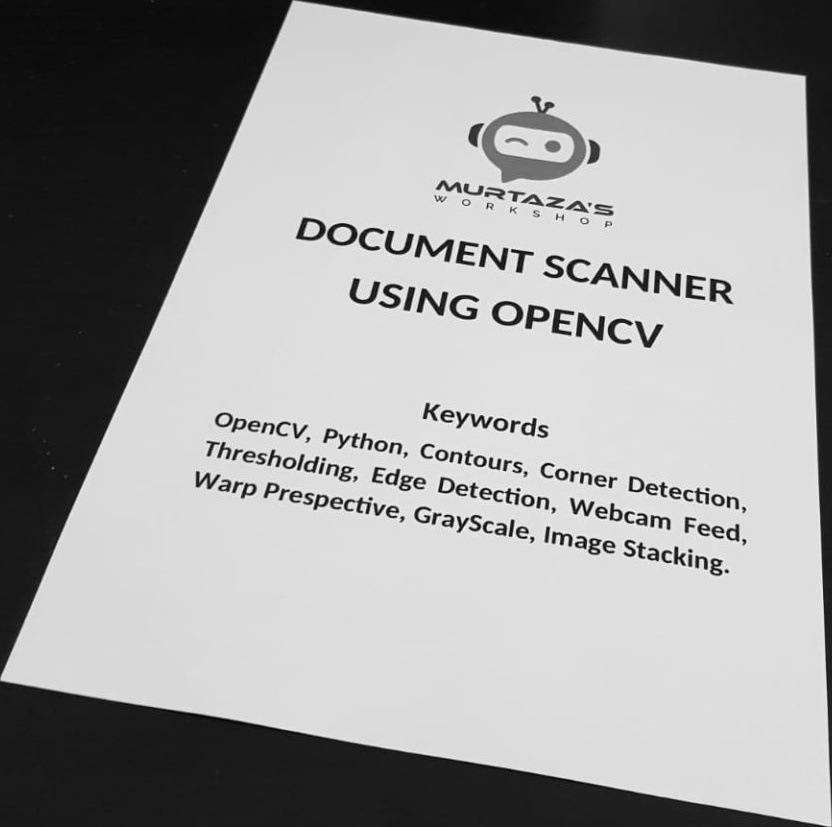 MURTAZA'S
WORKSHOP
DOCUMENT SCANNER
USING OPENCV
Keywords
OpenCV, Python, Contours, Corner Detection,
Thresholding, Edge Detection, Webcam Feed,
Warp Prespective, GrayScale, Image Stacking.